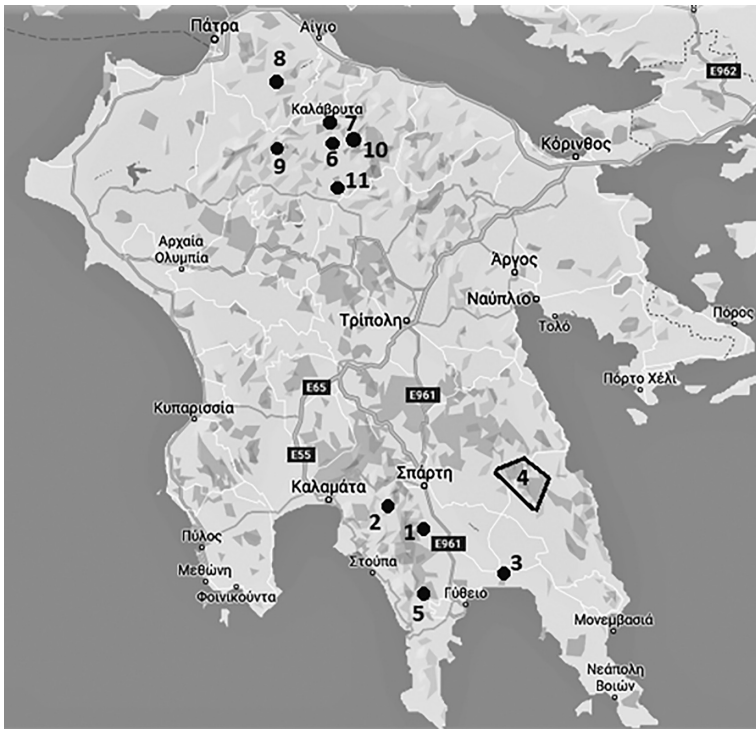 Πάτρα
Αίγιο
E962
8
Καλάβρυτα
7
Κόρινθος
9
6
10
11
Αρχαία
Ολυμπία
Άργος
Ναύπλιο
Τολό
Πόρος
Τρίπολη
Πόρτο Χέλι
E65
E961
Κυπαρισσία
E55
Σπάρτη
4
Καλαμάτα
2
1
E961
Πύλος
Στούπα
3
Μεθώνη
Φοινικούντα
5
Γύθειο
Μονεμβασιά
Νεάπολη
Βοιών